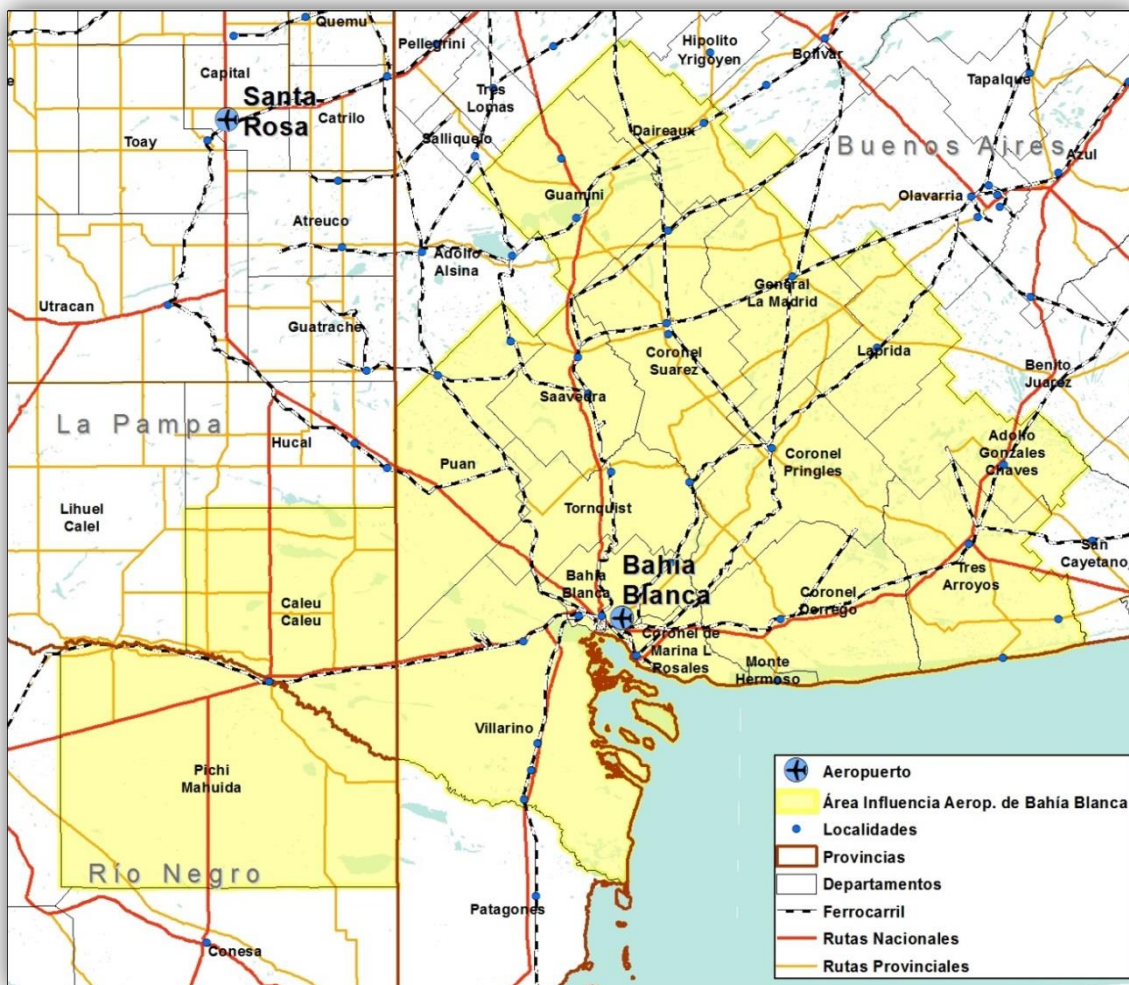 Quemu
Pellegrini
Hipolito
Yrigoyen
Bolivar
Capital
Tres
Lomas
Tapalque
Santa
Rosa
Catrilo
Toay
Salliquelo
Daireaux
Buenos Aires
Azul
Guamini
Olavarria
Atreuco
Adolfo
Alsina
General
La Madrid
Utracan
Guatrache
Coronel
Suarez
Laprida
Benito
Juarez
Saavedra
La Pampa
Hucal
Puan
Coronel
Pringles
Adolfo
Gonzales
Chaves
Lihuel
Calel
Tornquist
San
Cayetano
Bahía
Blanca
Bahia
Blanca
Tres
Arroyos
Caleu
Caleu
Coronel
Dorrego
Coronel de
Marina L
Rosales
Monte
Hermoso
Villarino
Pichi
Mahuida
Río Negro
Patagones
Conesa
Aeropuerto
Área Influencia Aerop. de Bahía Blanca
Localidades
Provincias
Departamentos
Ferrocarril
Rutas Nacionales
Rutas Provinciales